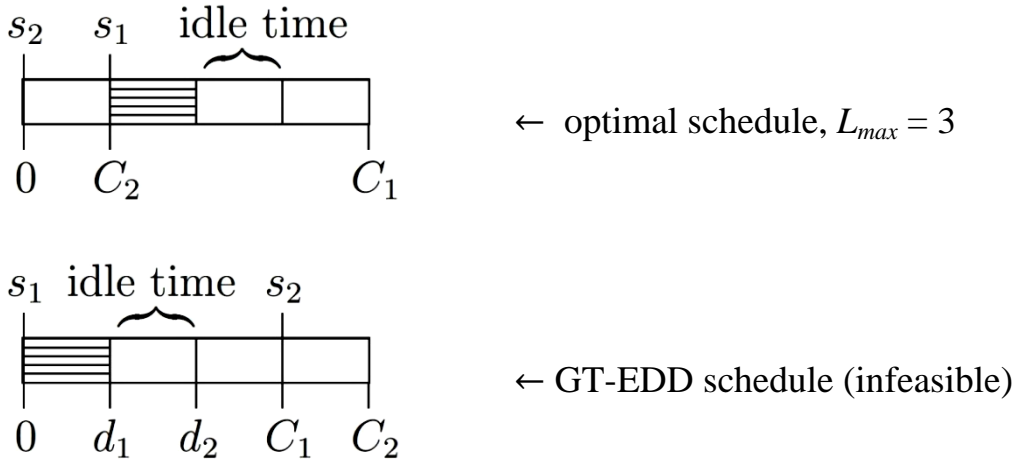 s₂ s₁ idle time
← optimal schedule, Lₘₐₓ = 3
0 C₂ C₁
s₁ idle time s₂
← GT-EDD schedule (infeasible)
0 d₁ d₂ C₁ C₂